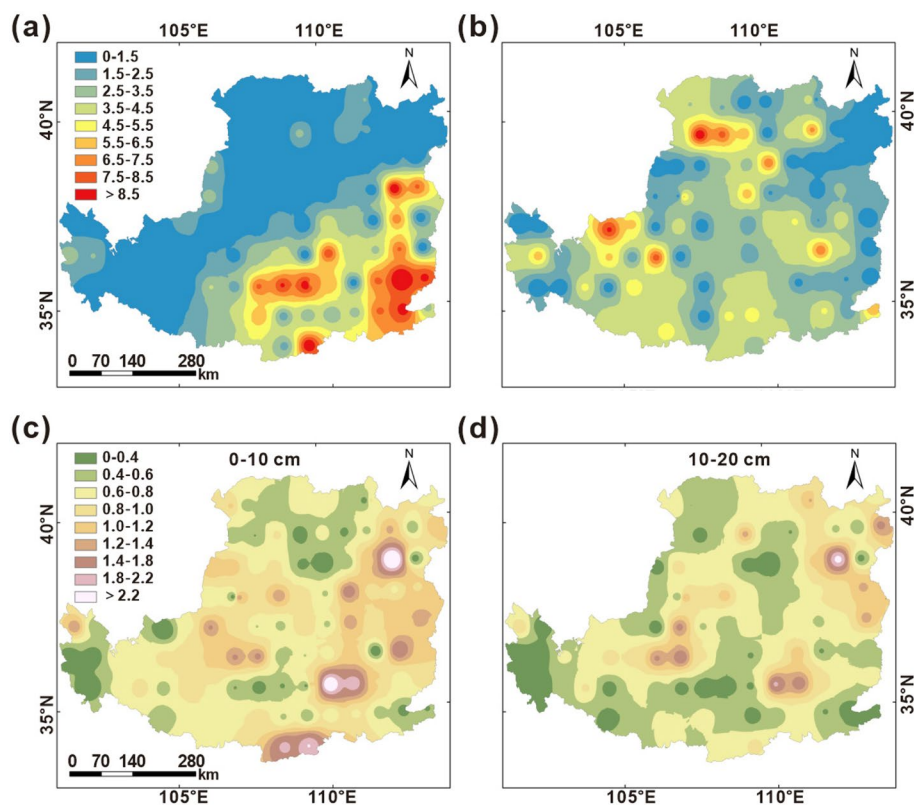 (a)
105°E
110°E
(b)
105°E
110°E
N
N
0-1.5
1.5-2.5
2.5-3.5
3.5-4.5
4.5-5.5
5.5-6.5
6.5-7.5
7.5-8.5
> 8.5
40°N
35°N
40°N
35°N
0 70 140 280
km
(c)
(d)
0-10 cm
10-20 cm
N
N
0-0.4
0.4-0.6
0.6-0.8
0.8-1.0
1.0-1.2
1.2-1.4
1.4-1.8
1.8-2.2
> 2.2
40°N
35°N
40°N
35°N
0 70 140 280
km
105°E
110°E
105°E
110°E